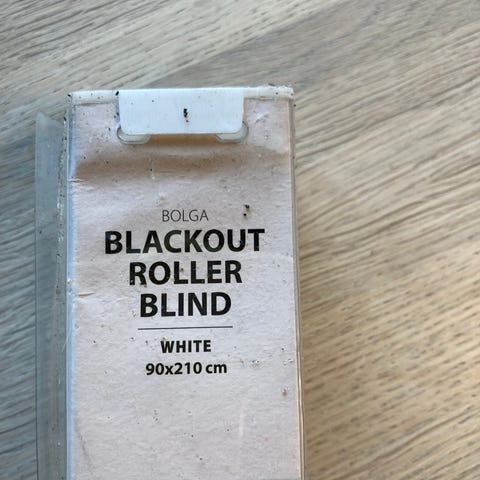 BOLGA
BLACKOUT
ROLLER
BLIND
WHITE
90x210 cm